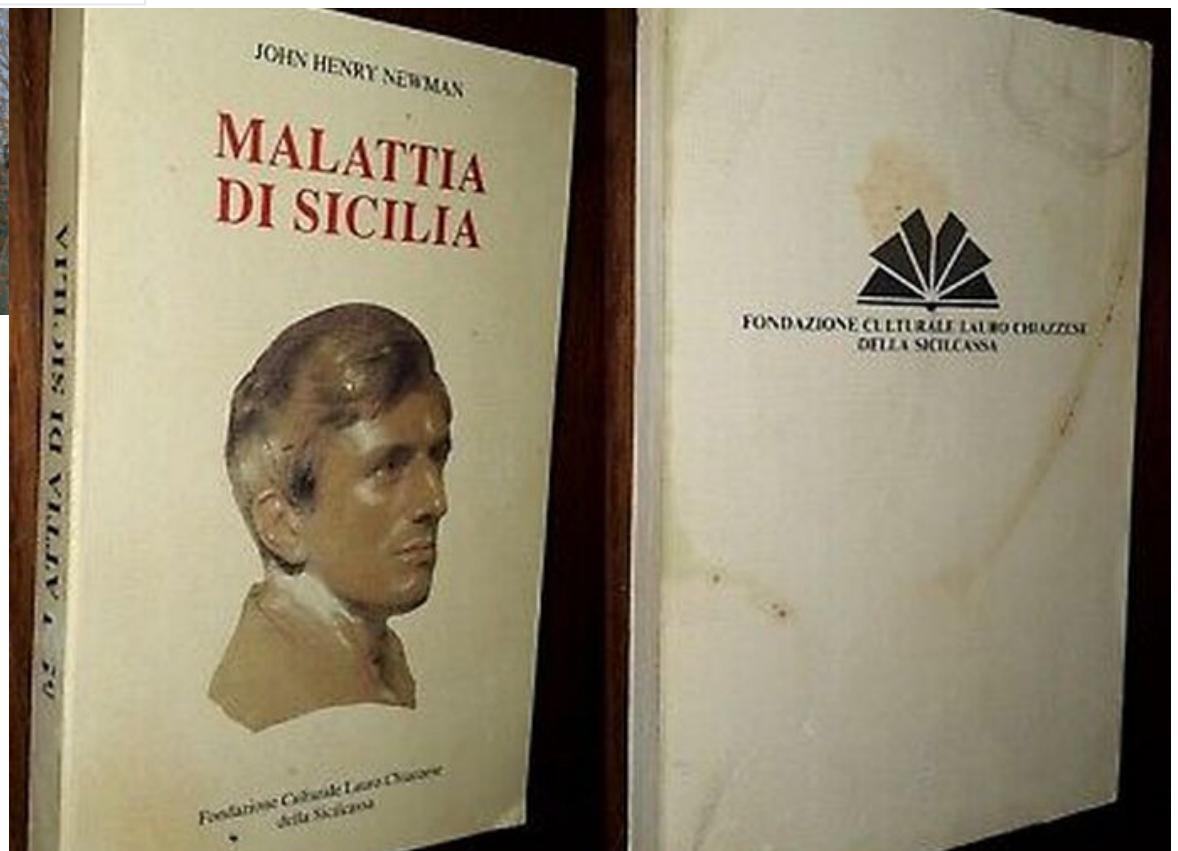 JOHN HENRY NEWMAN
MALATTIA
DI SICILIA
Fondazione Culturale Lauro Chiazzese
della Sicilcassa
ATTIA DI SICILIA
FONDAZIONE CULTURALE LAURO CHIAZZESE
DELLA SICILCASSA